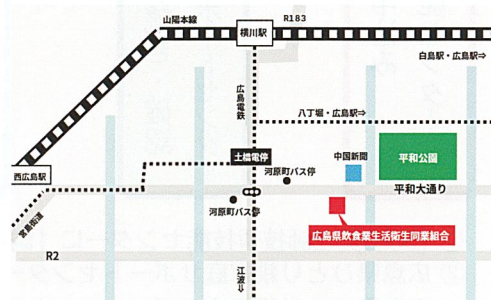 山陽本線
横川駅
R183
白島駅・広島駅⇒
広島電鉄
八丁堀・広島駅⇒
土橋電停
中国新聞
平和公園
西広島駅
河原町バス停
平和大通り
河原町バス停
宮島街道
広島県飲食業生活衛生同業組合
R2
江波⇒